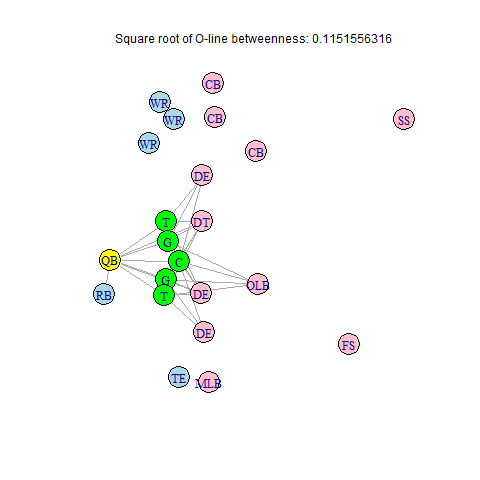 Square root of O-line betweenness: 0.1151556316
CB
WR
WR
CB
SS
WR
CB
DE
T
DT
G
QB
C
G
OLB
RB
T
DE
DE
FS
TE
MLB